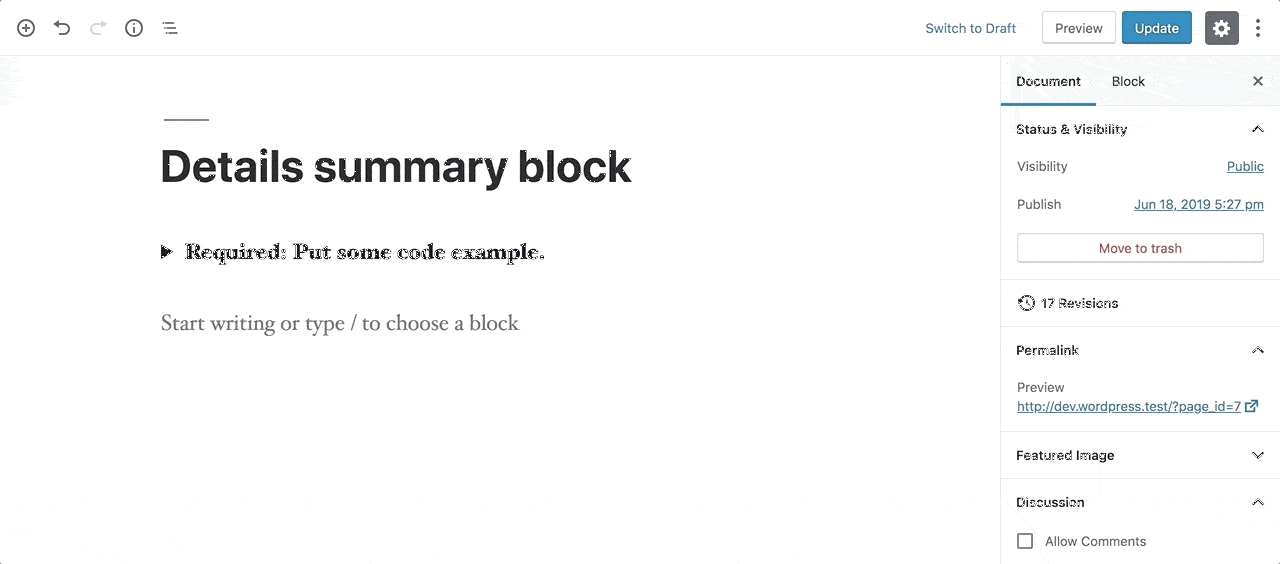 Switch to Draft Preview Update
Document Block
Details summary block
Required: Put some code example.
Start writing or type / to choose a block
Status & Visibility
Visibility Public
Publish Jun 18, 2019 5:27 pm
Move to trash
17 Revisions
Permalink
Preview
http://dev.wordpress.test/?page_id=7
Featured Image
Discussion
Allow Comments